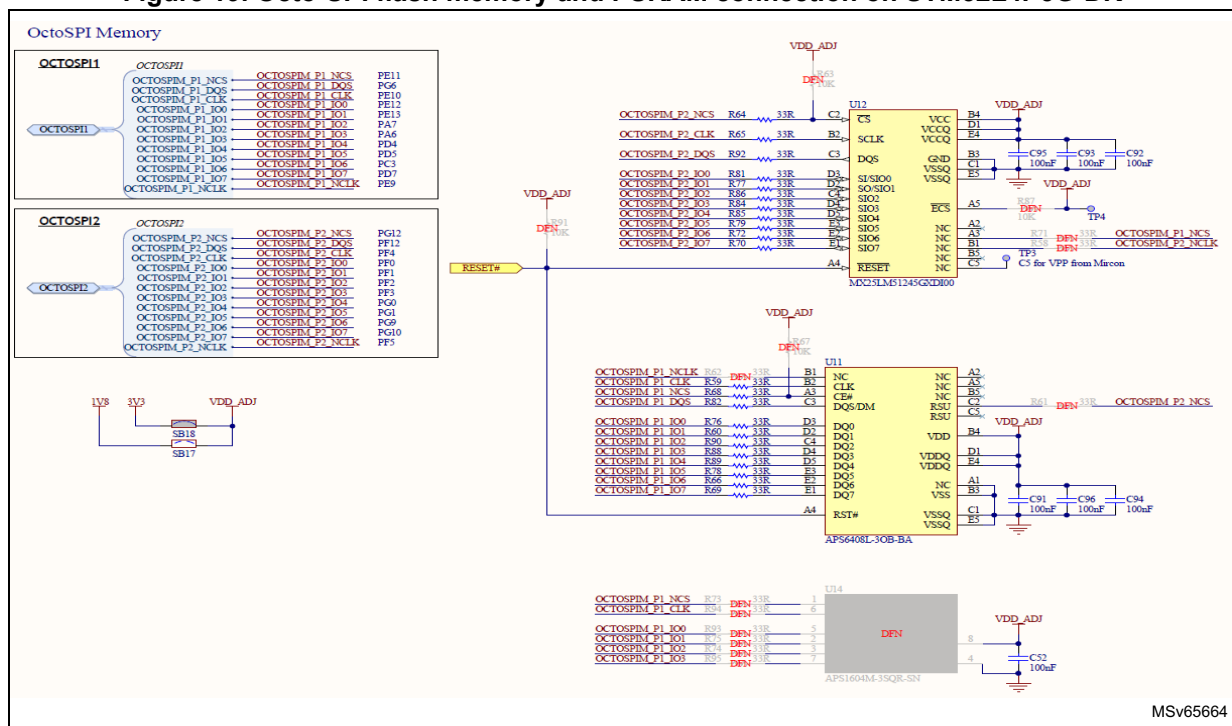 OctoSPI Memory
OCTOSPI1
OCTOSPI1
OCTOSPI1
OCTOSPIM_P1_NCS OCTOSPIM_P1_NCS PE11
OCTOSPIM_P1_DQS OCTOSPIM_P1_DQS PG6
OCTOSPIM_P1_CLK OCTOSPIM_P1_CLK PE10
OCTOSPIM_P1_IO0 OCTOSPIM_P1_IO0 PE12
OCTOSPIM_P1_IO1 OCTOSPIM_P1_IO1 PE13
OCTOSPIM_P1_IO2 OCTOSPIM_P1_IO2 PA7
OCTOSPIM_P1_IO3 OCTOSPIM_P1_IO3 PA6
OCTOSPIM_P1_IO4 OCTOSPIM_P1_IO4 PD4
OCTOSPIM_P1_IO5 OCTOSPIM_P1_IO5 PD5
OCTOSPIM_P1_IO6 OCTOSPIM_P1_IO6 PC3
OCTOSPIM_P1_IO7 OCTOSPIM_P1_IO7 PD7
OCTOSPIM_P1_NCLK OCTOSPIM_P1_NCLK PE9
OCTOSPI2
OCTOSPI2
OCTOSPI2
OCTOSPIM_P2_NCS OCTOSPIM_P2_NCS PG12
OCTOSPIM_P2_DQS OCTOSPIM_P2_DQS PF12
OCTOSPIM_P2_CLK OCTOSPIM_P2_CLK PF4
OCTOSPIM_P2_IO0 OCTOSPIM_P2_IO0 PF0
OCTOSPIM_P2_IO1 OCTOSPIM_P2_IO1 PF1
OCTOSPIM_P2_IO2 OCTOSPIM_P2_IO2 PF2
OCTOSPIM_P2_IO3 OCTOSPIM_P2_IO3 PF3
OCTOSPIM_P2_IO4 OCTOSPIM_P2_IO4 PG0
OCTOSPIM_P2_IO5 OCTOSPIM_P2_IO5 PG1
OCTOSPIM_P2_IO6 OCTOSPIM_P2_IO6 PG9
OCTOSPIM_P2_IO7 OCTOSPIM_P2_IO7 PG10
OCTOSPIM_P2_NCLK OCTOSPIM_P2_NCLK PF5
1V8 3V3 VDD_ADJ
SB18
SB17
VDD_ADJ
R91
DFN
10K
RESET#
VDD_ADJ
R63
DFN
10K
U12
OCTOSPIM_P2_NCS R64 33R C2 CS
OCTOSPIM_P2_CLK R65 33R B2 SCLK
OCTOSPIM_P2_DQS R92 33R C3 DQS
OCTOSPIM_P2_IO0 R81 33R D3 SI/SIO0
OCTOSPIM_P2_IO1 R77 33R D2 SO/SIO1
OCTOSPIM_P2_IO2 R86 33R C4 SIO2
OCTOSPIM_P2_IO3 R84 33R D4 SIO3
OCTOSPIM_P2_IO4 R85 33R D5 SIO4
OCTOSPIM_P2_IO5 R79 33R E3 SIO5
OCTOSPIM_P2_IO6 R72 33R E2 SIO6
OCTOSPIM_P2_IO7 R70 33R E1 SIO7
A4 RESET
VDD_ADJ
VCC B4
VCCQ D1
VCCQ E4
GND B3
VSSQ C1
VSSQ E5
C95 C93 C92
100nF 100nF 100nF
VDD_ADJ
ECS A5 R87 DFN 10K TP4
NC A2
NC A3 R71 DFN 33R OCTOSPIM_P1_NCS
NC B1 R58 DFN 33R OCTOSPIM_P2_NCLK
NC B5 TP3
NC C5 C5 for VPP from Mircon
MX25LM51245GXDI00
VDD_ADJ
R67
DFN
10K
U11
OCTOSPIM_P1_NCLK R62 DFN 33R B1 NC
OCTOSPIM_P1_CLK R59 33R B2 CLK
OCTOSPIM_P1_NCS R68 33R A3 CE#
OCTOSPIM_P1_DQS R82 33R C3 DQS/DM
OCTOSPIM_P1_IO0 R76 33R D3 DQ0
OCTOSPIM_P1_IO1 R60 33R D2 DQ1
OCTOSPIM_P1_IO2 R90 33R C4 DQ2
OCTOSPIM_P1_IO3 R88 33R D4 DQ3
OCTOSPIM_P1_IO4 R89 33R D5 DQ4
OCTOSPIM_P1_IO5 R78 33R E3 DQ5
OCTOSPIM_P1_IO6 R66 33R E2 DQ6
OCTOSPIM_P1_IO7 R69 33R E1 DQ7
A4 RST#
NC A2
NC A5
NC B5
RSU C2 R61 DFN 33R OCTOSPIM_P2_NCS
RSU C5
VDD_ADJ
VDD B4
VDDQ D1
VDDQ E4
NC A1
VSS B3
VSSQ C1
VSSQ E5
C91 C96 C94
100nF 100nF 100nF
APS6408L-3OB-BA
U14
OCTOSPIM_P1_NCS R73 DFN 33R 1
OCTOSPIM_P1_CLK R94 DFN 33R 6
OCTOSPIM_P1_IO0 R93 DFN 33R 5
OCTOSPIM_P1_IO1 R75 DFN 33R 2
OCTOSPIM_P1_IO2 R74 DFN 33R 3
OCTOSPIM_P1_IO3 R95 DFN 33R 7
DFN
VDD_ADJ
8
4
C52
100nF
APS1604M-3SQR-SN
MSv65664